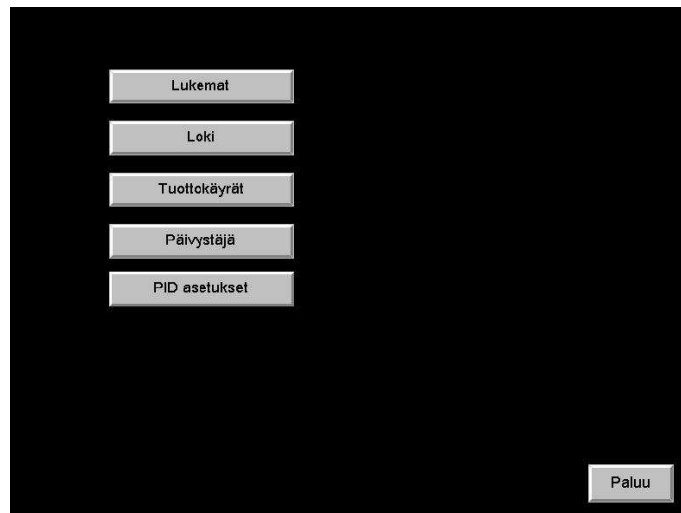 Lukemat
Loki
Tuottokäyrät
Päivystäjä
PID asetukset
Paluu